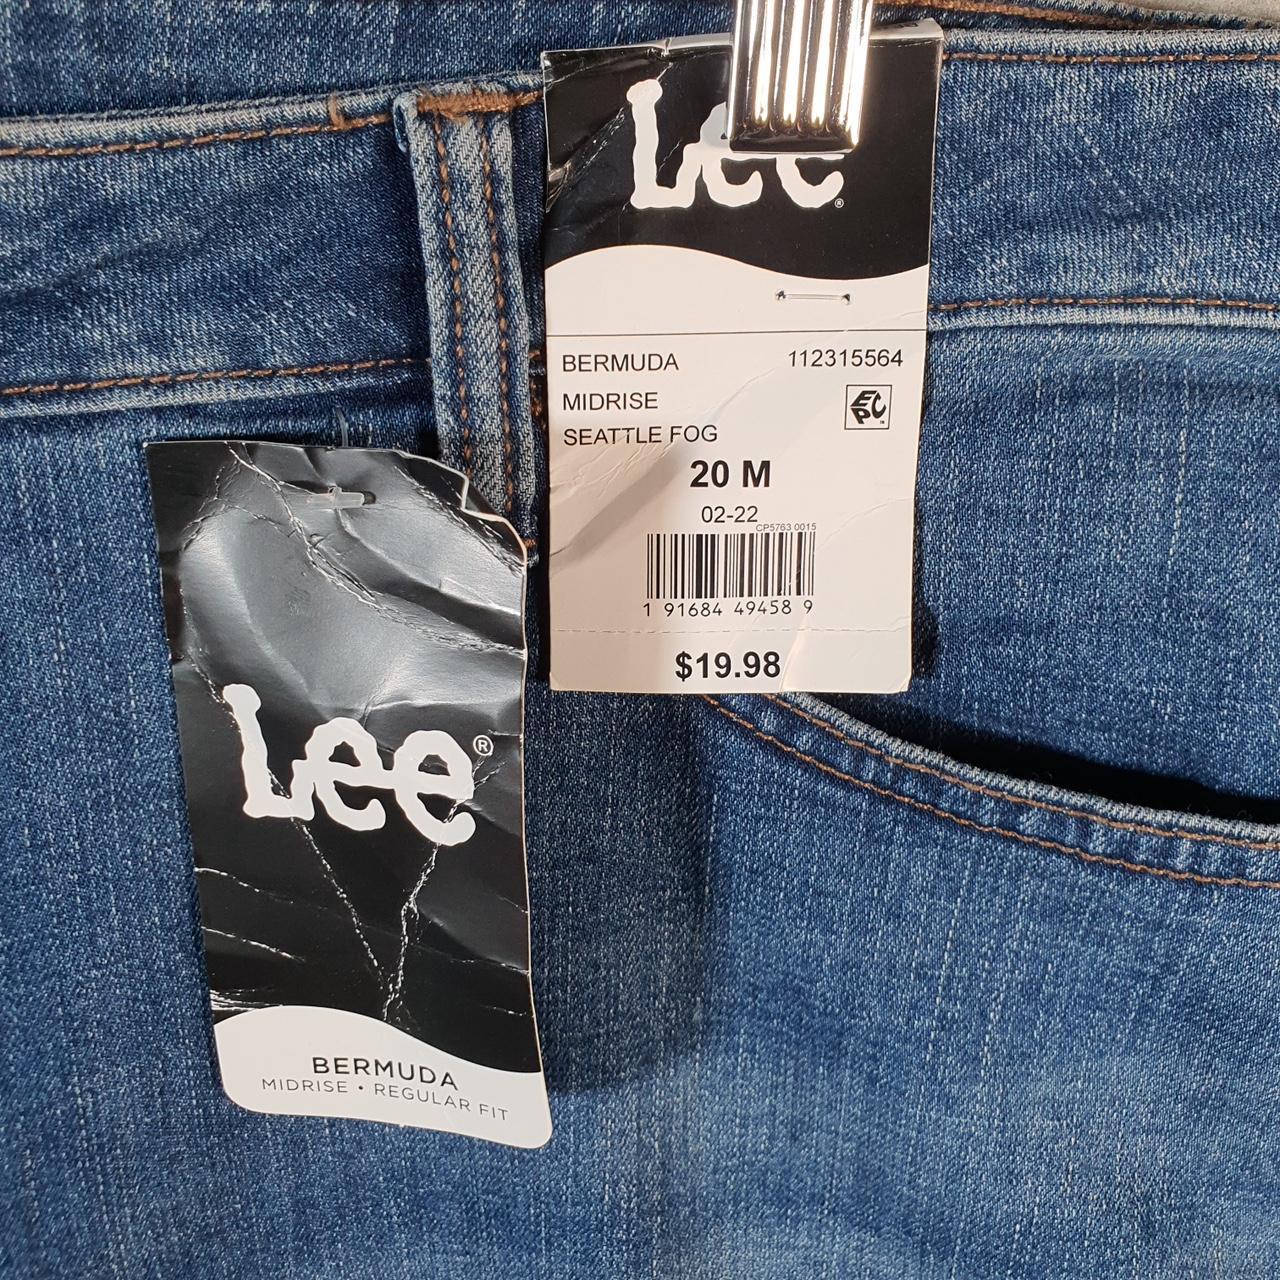 Lee®
BERMUDA 112315564
MIDRISE
EPC
SEATTLE FOG
20 M
02-22
CP5763 0015
1 91684 49458 9
$19.98
Lee®
BERMUDA
MIDRISE • REGULAR FIT